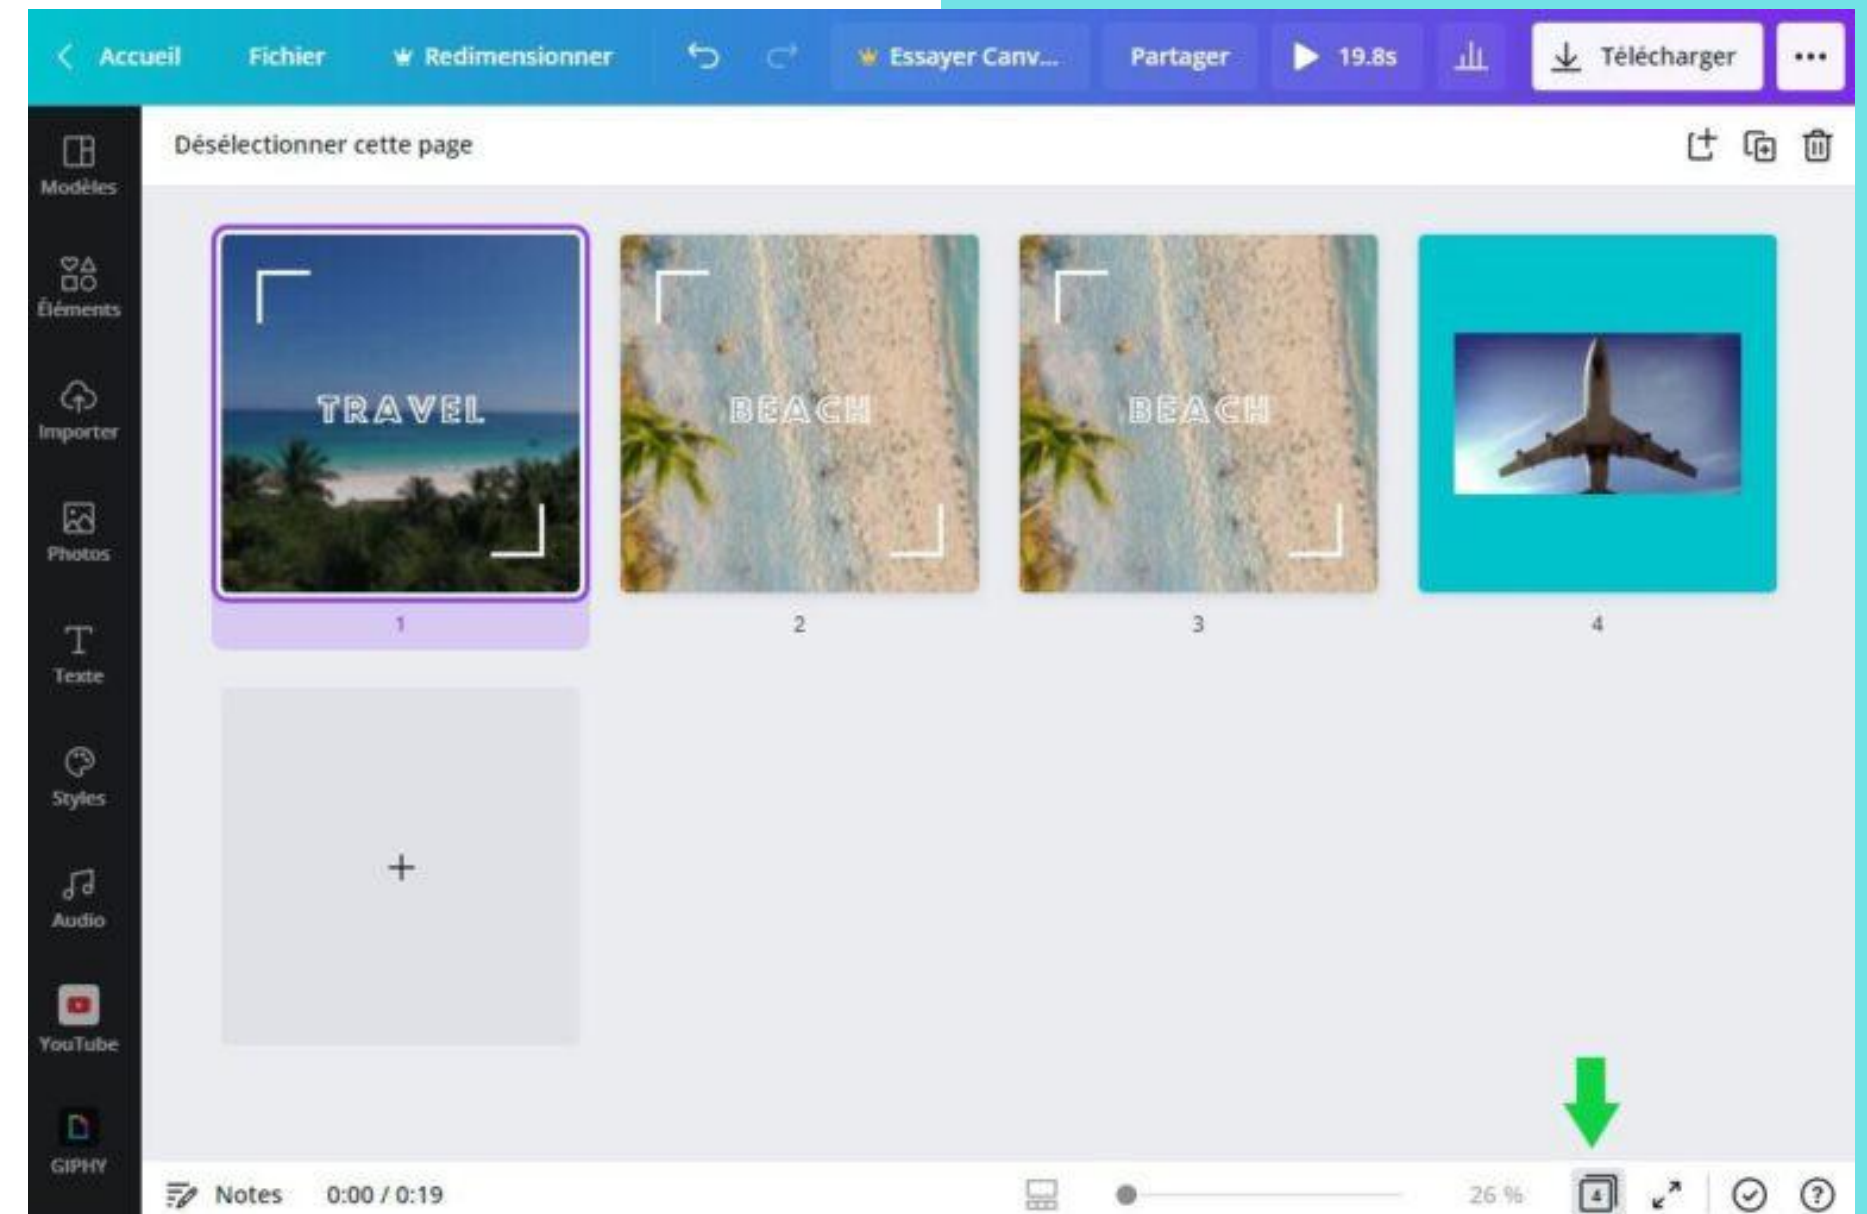 Accueil
Fichier
Redimensionner
Essayer Canv...
Partager
19.8s
Télécharger
Désélectionner cette page
Modèles
Éléments
Importer
Photos
Texte
Styles
Audio
YouTube
GIPHY
TRAVEL
BEACH
BEACH
1
2
3
4
Notes
0:00 / 0:19
26 %
4